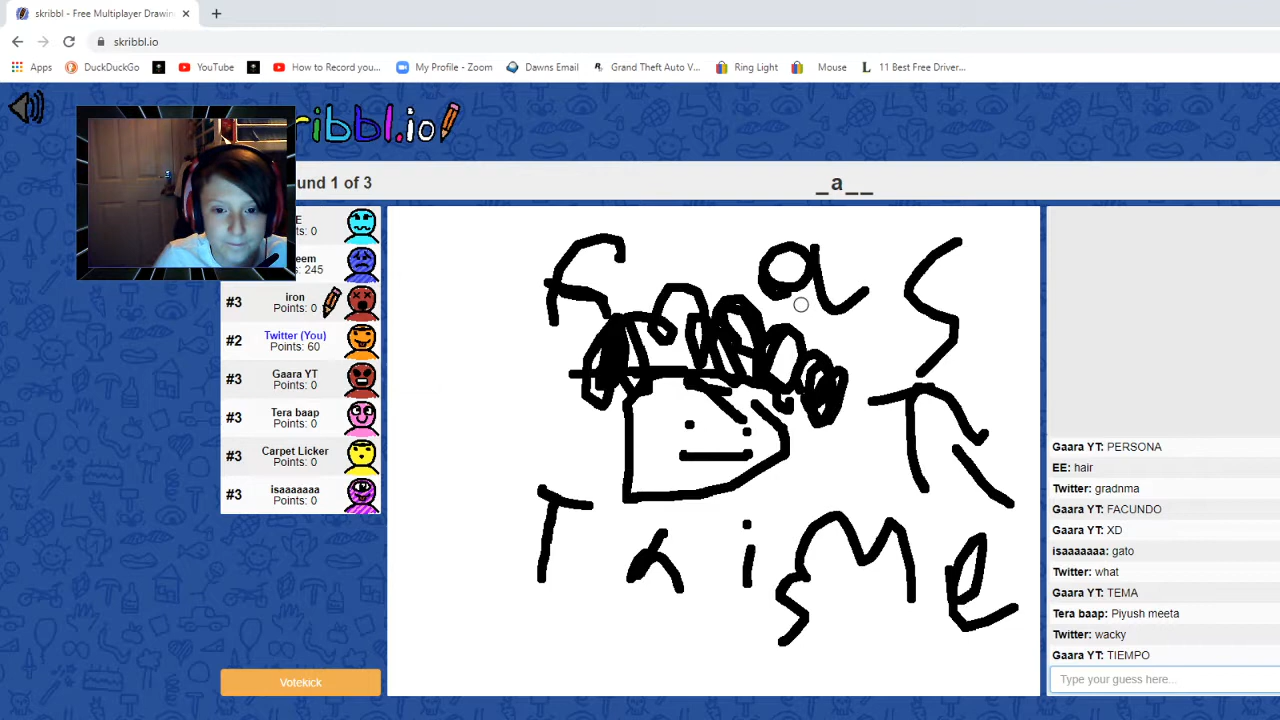 skribbl - Free Multiplayer Drawin
skribbl.io
Apps DuckDuckGo YouTube How to Record you... My Profile - Zoom Dawns Email Grand Theft Auto V... Ring Light Mouse 11 Best Free Driver...
ribbl.io
und 1 of 3
_a__
E
: 0
eem
: 245
#3 iron
Points: 0
#2 Twitter (You)
Points: 60
#3 Gaara YT
Points: 0
#3 Tera baap
Points: 0
#3 Carpet Licker
Points: 0
#3 isaaaaaaa
Points: 0
Votekick
Gaara YT: PERSONA
EE: hair
Twitter: gradnma
Gaara YT: FACUNDO
Gaara YT: XD
isaaaaaaa: gato
Twitter: what
Gaara YT: TEMA
Tera baap: Piyush meeta
Twitter: wacky
Gaara YT: TIEMPO
Type your guess here...